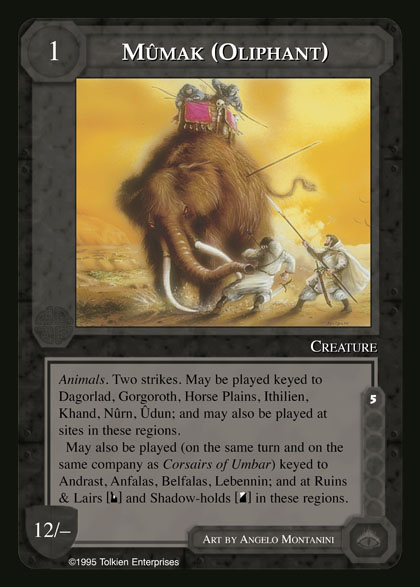 1
MÛMAK (OLIPHANT)
CREATURE
Animals. Two strikes. May be played keyed to
Dagorlad, Gorgoroth, Horse Plains, Ithilien,
Khand, Nûrn, Ûdun; and may also be played at
sites in these regions.
May also be played (on the same turn and on the
same company as Corsairs of Umbar) keyed to
Andrast, Anfalas, Belfalas, Lebennin; and at Ruins
& Lairs [] and Shadow-holds [] in these regions.
5
12/–
ART BY ANGELO MONTANINI
©1995 Tolkien Enterprises